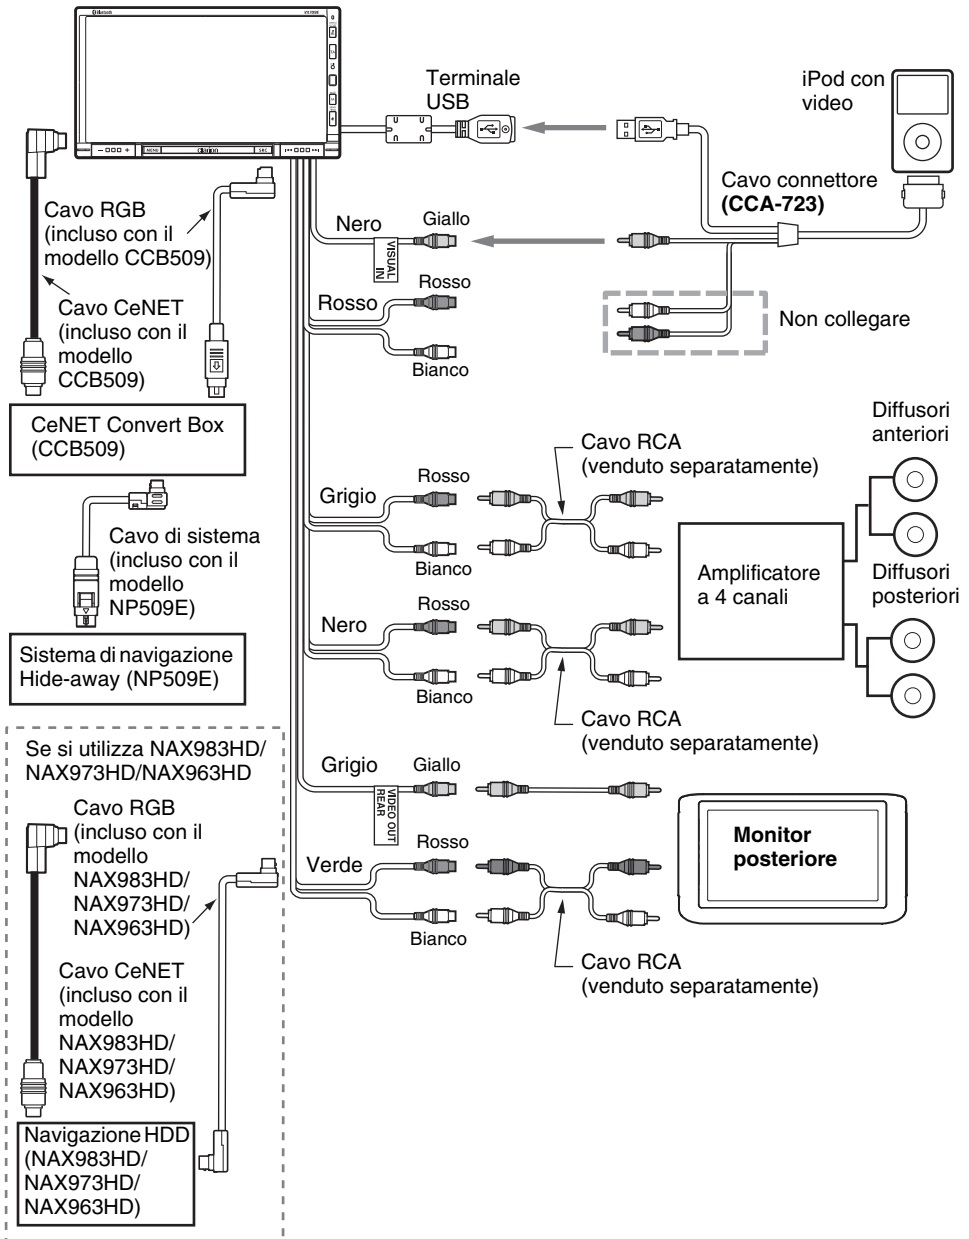 Bluetooth
MENU
clarion
SRC
Terminale
USB
iPod con
video
Cavo connettore
(CCA-723)
Cavo RGB
(incluso con il
modello CCB509)
Cavo CeNET
(incluso con il
modello
CCB509)
Nero
Giallo
VISUAL
IN
Rosso
Rosso
Bianco
Non collegare
CeNET Convert Box
(CCB509)
Cavo di sistema
(incluso con il
modello
NP509E)
Sistema di navigazione
Hide-away (NP509E)
Grigio
Rosso
Bianco
Cavo RCA
(venduto separatamente)
Diffusori
anteriori
Amplificatore
a 4 canali
Diffusori
posteriori
Nero
Rosso
Bianco
Cavo RCA
(venduto separatamente)
Se si utilizza NAX983HD/
NAX973HD/NAX963HD
Cavo RGB
(incluso con il
modello
NAX983HD/
NAX973HD/
NAX963HD)
Cavo CeNET
(incluso con il
modello
NAX983HD/
NAX973HD/
NAX963HD)
Navigazione HDD
(NAX983HD/
NAX973HD/
NAX963HD)
Grigio
Giallo
VIDEO OUT
REAR
Verde
Rosso
Bianco
Monitor
posteriore
Cavo RCA
(venduto separatamente)